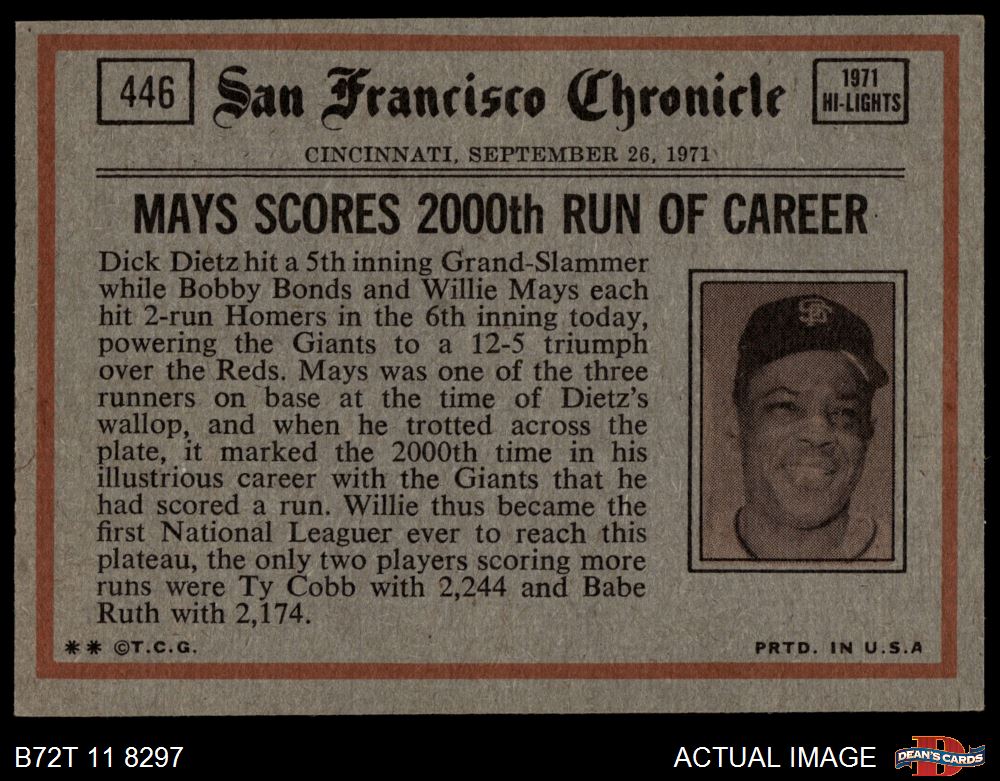 446
San Francisco Chronicle
1971
HI-LIGHTS
CINCINNATI, SEPTEMBER 26, 1971
MAYS SCORES 2000th RUN OF CAREER
Dick Dietz hit a 5th inning Grand-Slammer
while Bobby Bonds and Willie Mays each
hit 2-run Homers in the 6th inning today,
powering the Giants to a 12-5 triumph
over the Reds. Mays was one of the three
runners on base at the time of Dietz's
wallop, and when he trotted across the
plate, it marked the 2000th time in his
illustrious career with the Giants that he
had scored a run. Willie thus became the
first National Leaguer ever to reach this
plateau, the only two players scoring more
runs were Ty Cobb with 2,244 and Babe
Ruth with 2,174.
SF
** ©T.C.G.
PRTD. IN U.S.A
B72T 11 8297
ACTUAL IMAGE
D
DEAN'S CARDS